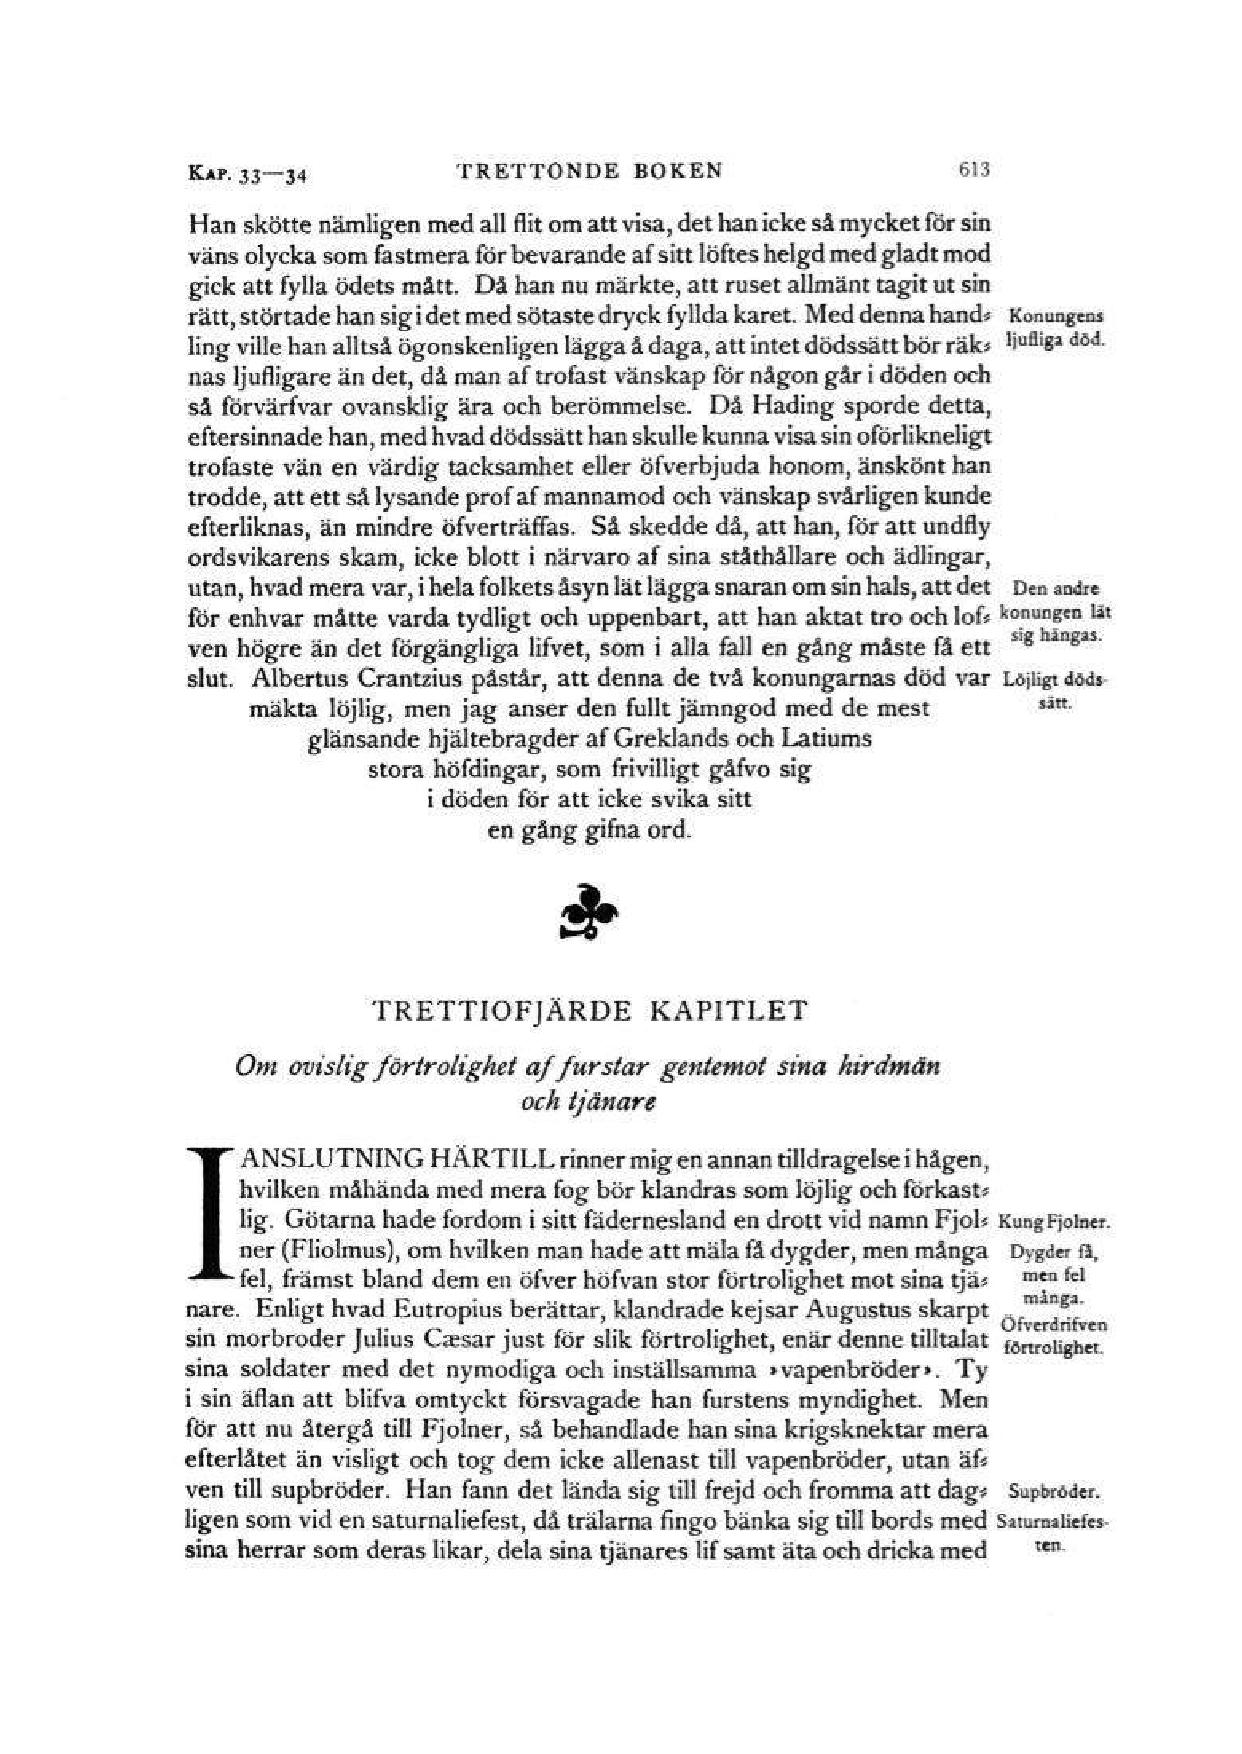 KAP. 33—34 TRETTONDE BOKEN 613
Han skötte nämligen med all flit om att visa, det han icke så mycket för sin
väns olycka som fastmera för bevarande af sitt löftes helgd med gladt mod
gick att fylla ödets mått. Då han nu märkte, att ruset allmänt tagit ut sin
rätt, störtade han sig i det med sötaste dryck fyllda karet. Med denna hand⸗
Konungens
ling ville han alltså ögonskenligen lägga å daga, att intet dödssätt bör räk⸗
ljufliga död.
nas ljufligare än det, då man af trofast vänskap för någon går i döden och
så förvärfvar ovansklig ära och berömmelse. Då Hading sporde detta,
eftersinnade han, med hvad dödssätt han skulle kunna visa sin oförlikneligt
trofaste vän en värdig tacksamhet eller öfverbjuda honom, änskönt han
trodde, att ett så lysande prof af mannamod och vänskap svårligen kunde
efterliknas, än mindre öfverträffas. Så skedde då, att han, för att undfly
ordsvikarens skam, icke blott i närvaro af sina ståthållare och ädlingar,
utan, hvad mera var, i hela folkets åsyn lät lägga snaran om sin hals, att det
Den andre
för enhvar måtte varda tydligt och uppenbart, att han aktat tro och lof⸗
konungen lät
ven högre än det förgängliga lifvet, som i alla fall en gång måste få ett
sig hängas.
slut. Albertus Crantzius påstår, att denna de två konungarnas död var
Löjligt döds-
mäkta löjlig, men jag anser den fullt jämngod med de mest
sätt.
glänsande hjältebragder af Greklands och Latiums
stora höfdingar, som frivilligt gåfvo sig
i döden för att icke svika sitt
en gång gifna ord.
TRETTIOFJÄRDE KAPITLET
Om ovislig förtrolighet af furstar gentemot sina hirdmän
och tjänare
I ANSLUTNING HÄRTILL rinner mig en annan tilldragelse i hågen,
hvilken måhända med mera fog bör klandras som löjlig och förkast⸗
lig. Götarna hade fordom i sitt fädernesland en drott vid namn Fjol⸗
Kung Fjolner.
ner (Fliolmus), om hvilken man hade att mäla få dygder, men många
Dygder få,
fel, främst bland dem en öfver höfvan stor förtrolighet mot sina tjä⸗
men fel
nare. Enligt hvad Eutropius berättar, klandrade kejsar Augustus skarpt
många.
Öfverdrifven
sin morbroder Julius Cæsar just för slik förtrolighet, enär denne tilltalat
förtrolighet.
sina soldater med det nymodiga och inställsamma »vapenbröder». Ty
i sin äflan att blifva omtyckt försvagade han furstens myndighet. Men
för att nu återgå till Fjolner, så behandlade han sina krigsknektar mera
efterlåtet än visligt och tog dem icke allenast till vapenbröder, utan äf⸗
ven till supbröder. Han fann det lända sig till frejd och fromma att dag⸗
Supbröder.
ligen som vid en saturnaliefest, då trälarna fingo bänka sig till bords med
Saturnaliefes-
sina herrar som deras likar, dela sina tjänares lif samt äta och dricka med
ten.